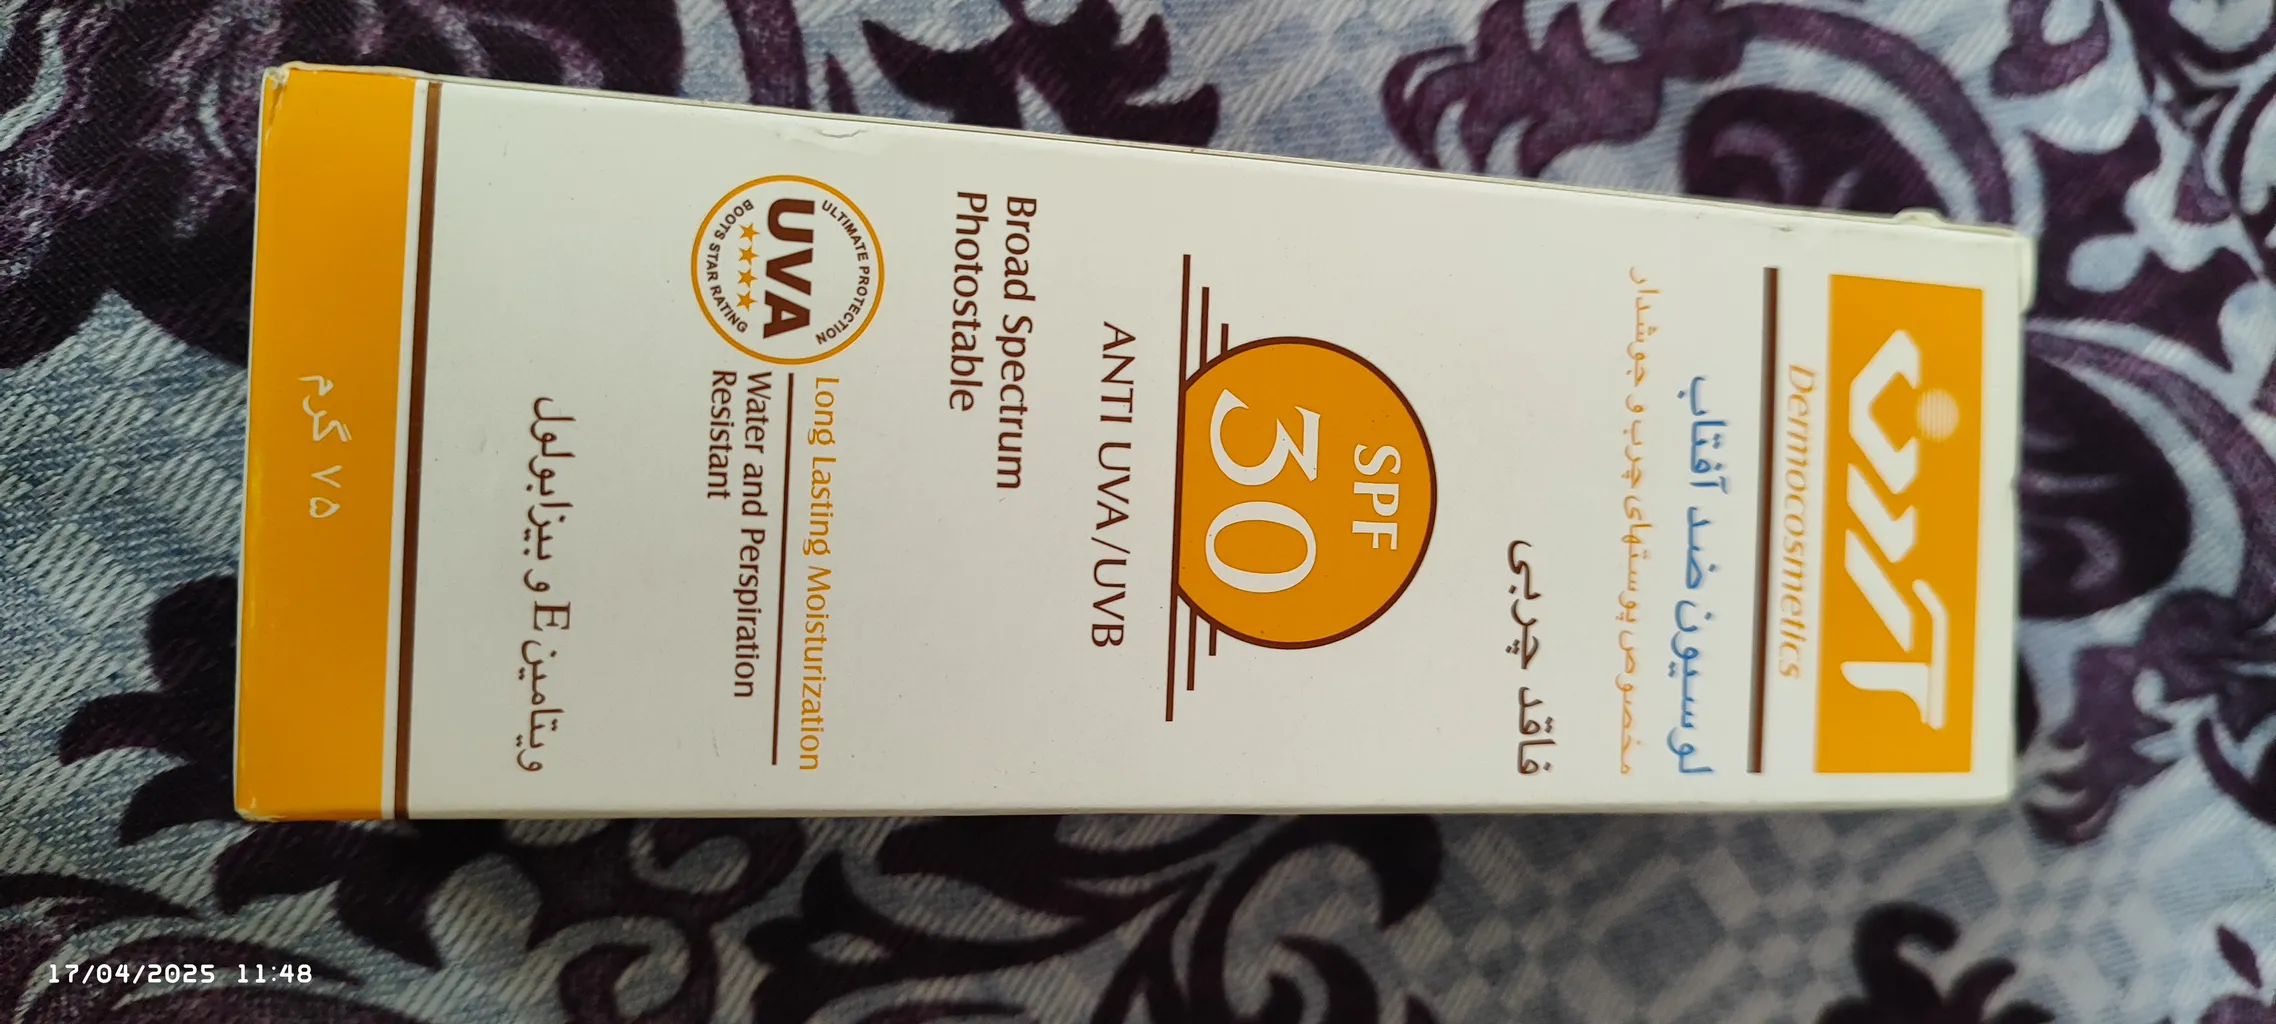 آردن
Dermocosmetics
لوسیون ضد آفتاب
مخصوص پوستهای چرب و جوشدار
فاقد چربی
SPF
30
ANTI UVA/UVB
Broad Spectrum
Photostable
ULTIMATE PROTECTION
UVA
BOOTS STAR RATING
Long Lasting Moisturization
Water and Perspiration
Resistant
ویتامین E و بیزابولول
۷۵ گرم
17/04/2025 11:48